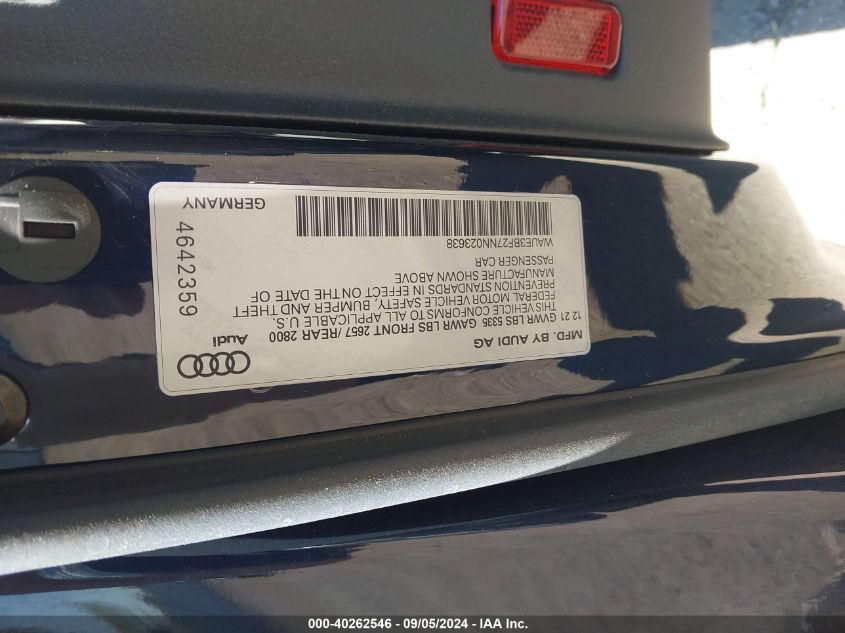 MFD. BY AUDI AG
12 21 GVWR LBS 5335 GAWR LBS FRONT 2657 /REAR 2800
THIS VEHICLE CONFORMS TO ALL APPLICABLE U.S.
FEDERAL MOTOR VEHICLE SAFETY, BUMPER AND THEFT
PREVENTION STANDARDS IN EFFECT ON THE DATE OF
MANUFACTURE SHOWN ABOVE
PASSENGER CAR
WAUE3BF27NN023638
Audi
4642359
GERMANY
000-40262546 - 09/05/2024 - IAA Inc.